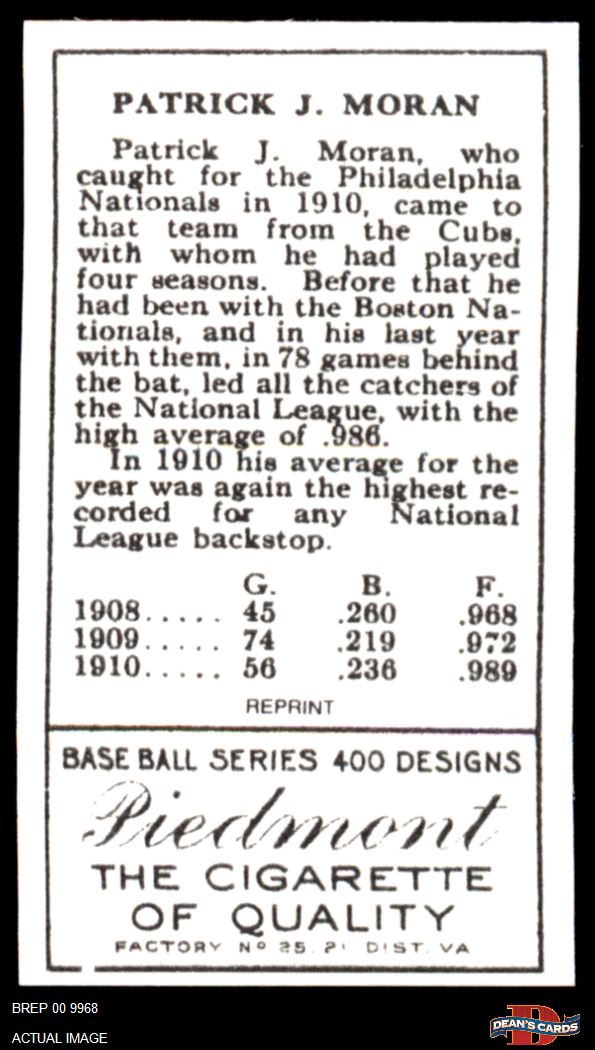 PATRICK J. MORAN
Patrick J. Moran, who
caught for the Philadelphia
Nationals in 1910, came to
that team from the Cubs,
with whom he had played
four seasons. Before that he
had been with the Boston Na-
tionals, and in his last year
with them, in 78 games behind
the bat, led all the catchers of
the National League, with the
high average of .986.
In 1910 his average for the
year was again the highest re-
corded for any National
League backstop.
G. B. F.
1908..... 45 .260 .968
1909..... 74 .219 .972
1910..... 56 .236 .989
REPRINT
BASE BALL SERIES 400 DESIGNS
Piedmont
THE CIGARETTE
OF QUALITY
FACTORY Nº 25. DIST. VA
BREP 00 9968
ACTUAL IMAGE
D
DEAN'S CARDS